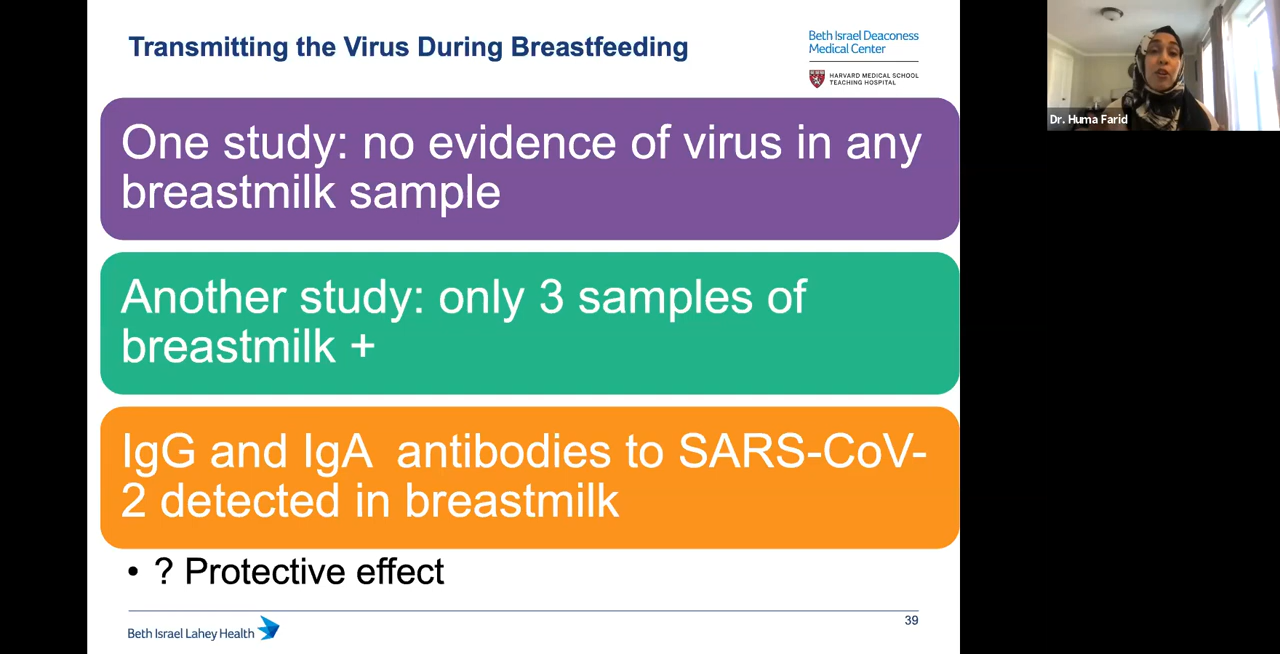 Transmitting the Virus During Breastfeeding
Beth Israel Deaconess
Medical Center
HARVARD MEDICAL SCHOOL
TEACHING HOSPITAL
One study: no evidence of virus in any
breastmilk sample
Another study: only 3 samples of
breastmilk +
IgG and IgA  antibodies to SARS-CoV-
2 detected in breastmilk
• ? Protective effect
Beth Israel Lahey Health
39
Dr. Huma Farid